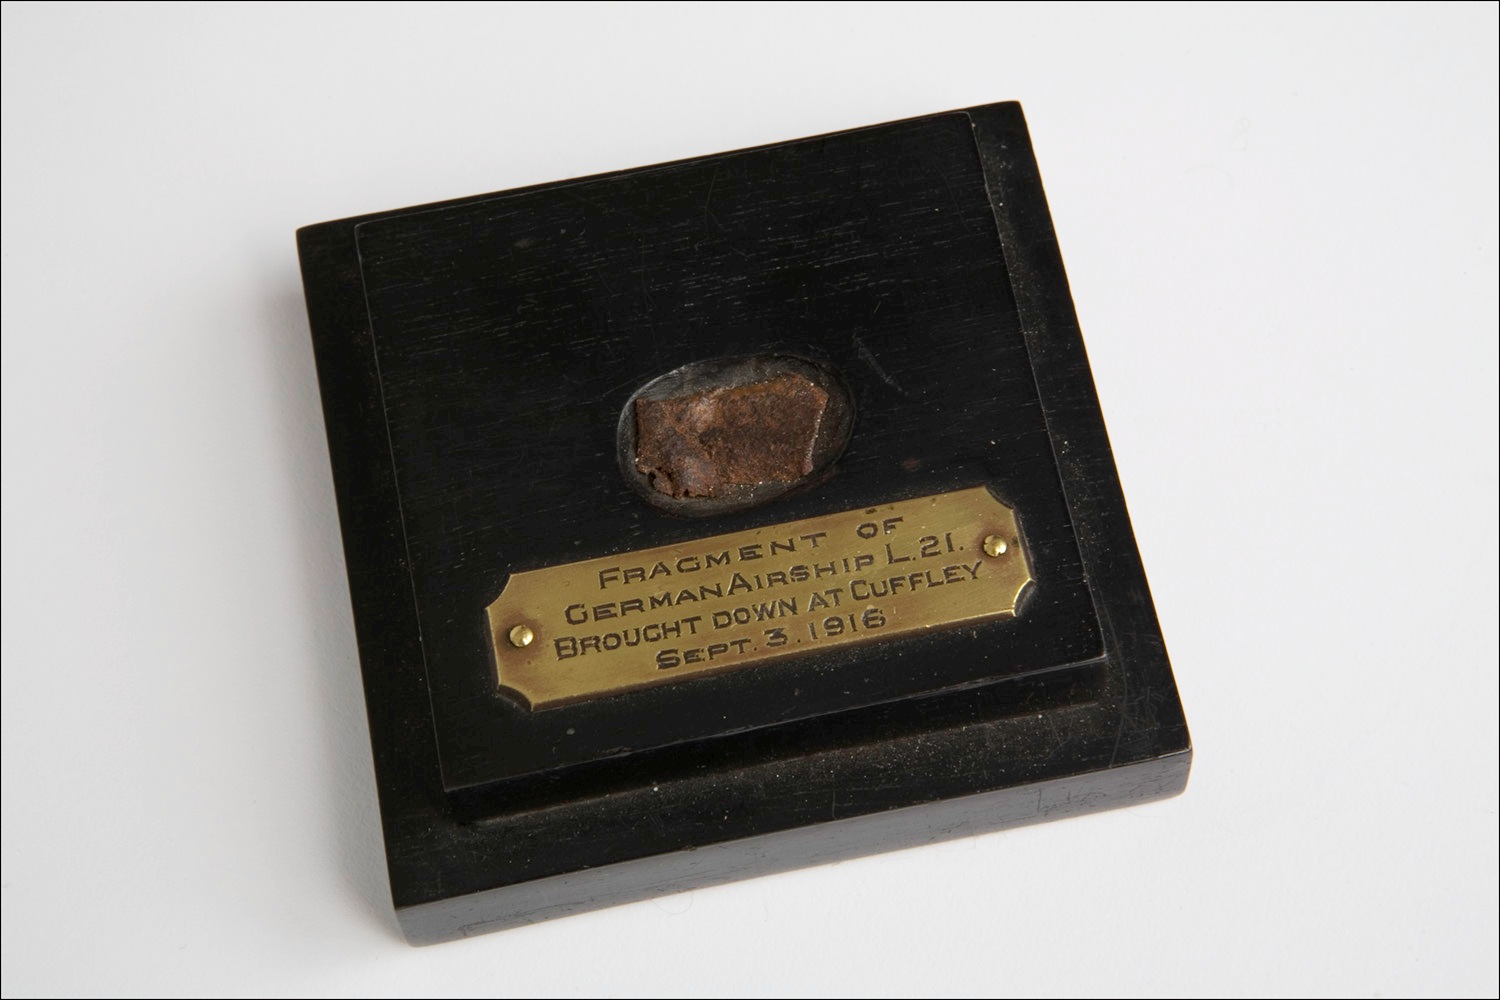 FRAGMENT OF
GERMAN AIRSHIP L.21.
BROUGHT DOWN AT CUFFLEY
SEPT. 3. 1916